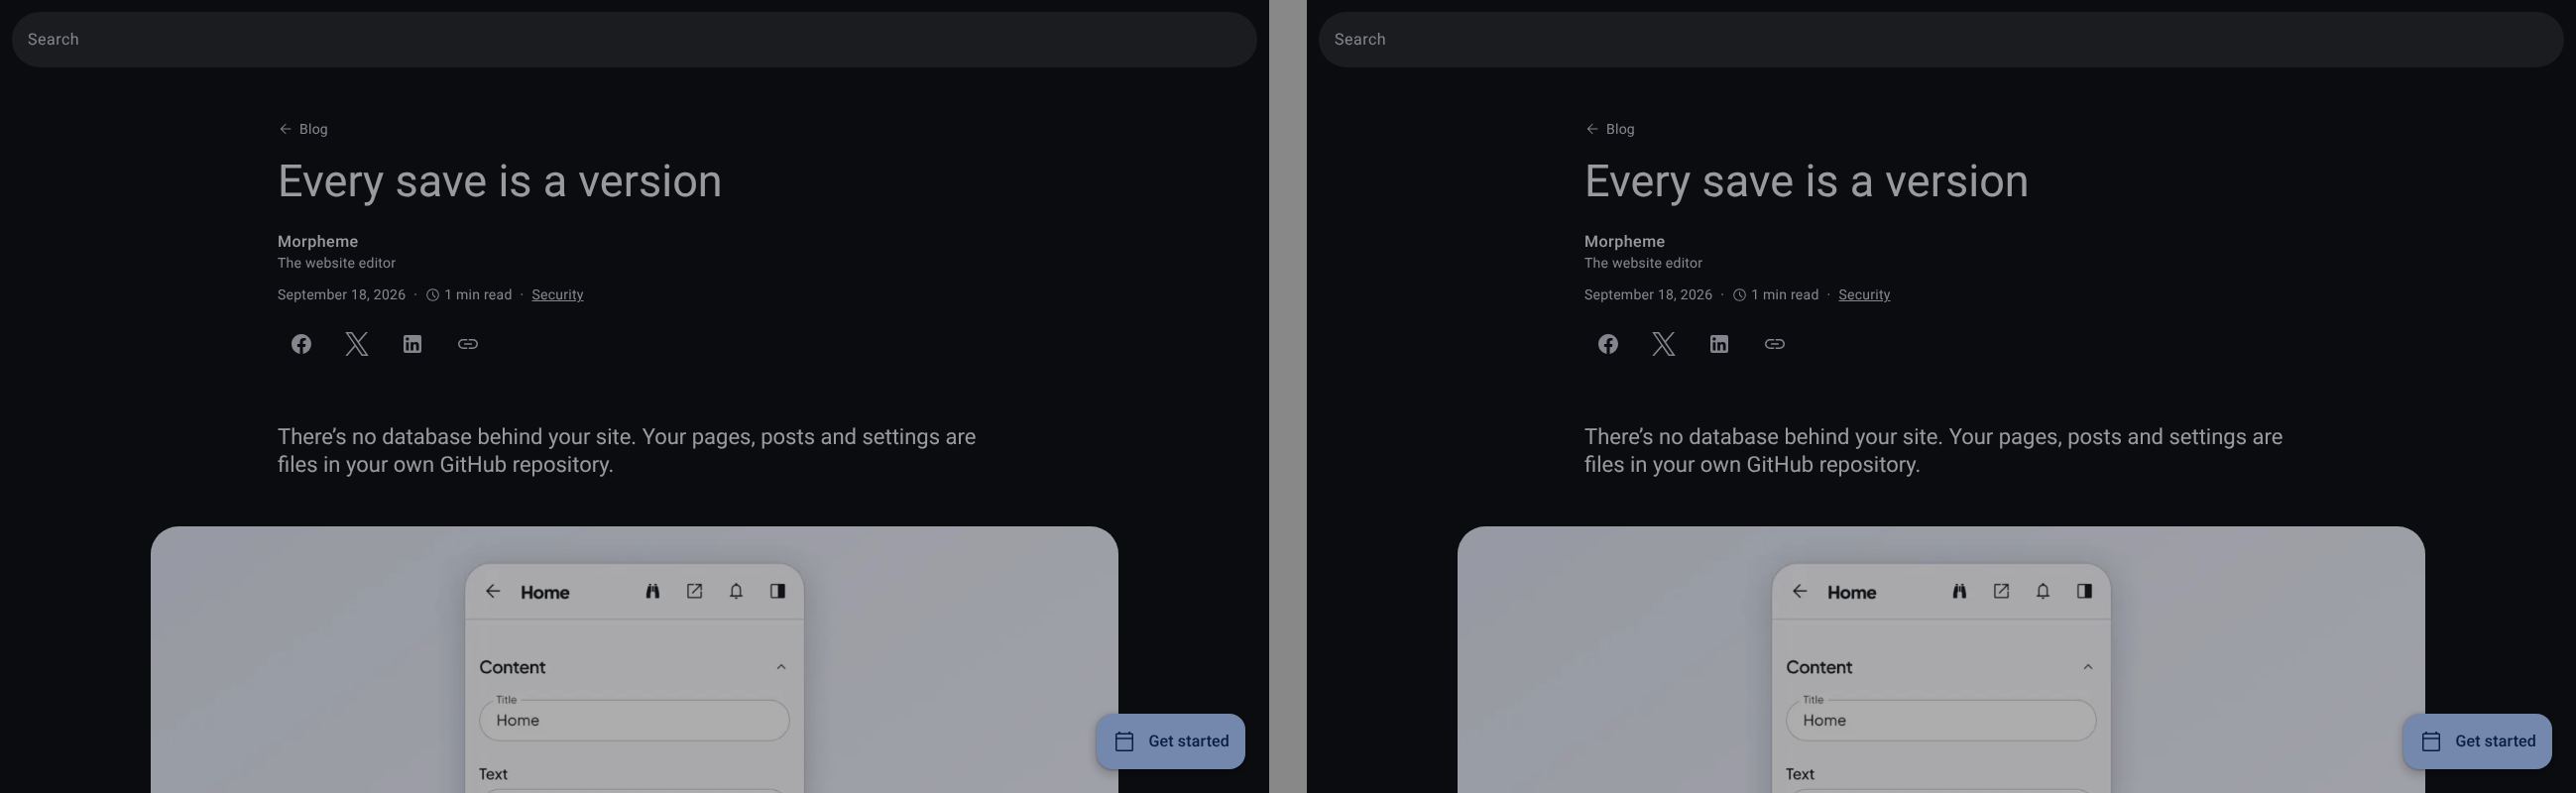 Search
Blog
Every save is a version
Morpheme
The website editor
September 18, 2026 · 1 min read · Security
There’s no database behind your site. Your pages, posts and settings are
files in your own GitHub repository.
Home
Content
Title
Home
Text
Get started
Search
Blog
Every save is a version
Morpheme
The website editor
September 18, 2026 · 1 min read · Security
There’s no database behind your site. Your pages, posts and settings are
files in your own GitHub repository.
Home
Content
Title
Home
Text
Get started